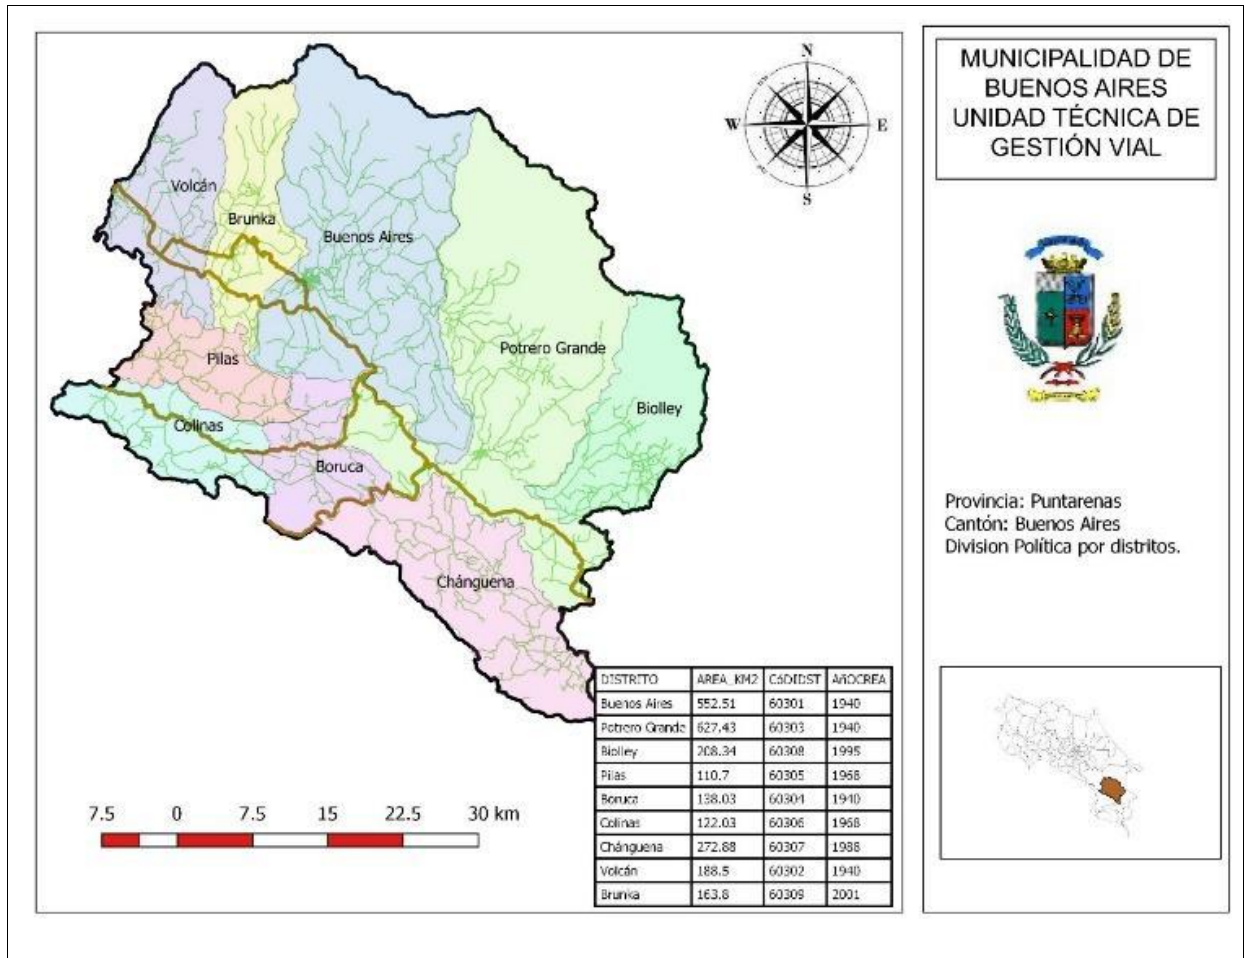 MUNICIPALIDAD DE
BUENOS AIRES
UNIDAD TÉCNICA DE
GESTIÓN VIAL
N
W
E
S
Volcán
Brunka
Buenos Aires
Potrero Grande
Pilas
Biolley
Colinas
Boruca
Chánguena
Provincia: Puntarenas
Cantón: Buenos Aires
Division Política por distritos.
DISTRITO AREA_KM2 CóDIDST AñOCREA
Buenos Aires 552.51 60301 1940
Potrero Grande 627.43 60303 1940
Biolley 208.34 60308 1995
Pilas 110.7 60305 1968
Boruca 138.03 60304 1940
Colinas 122.03 60306 1968
Chánguena 272.88 60307 1988
Volcán 188.5 60302 1940
Brunka 163.8 60309 2001
7.5 0 7.5 15 22.5 30 km